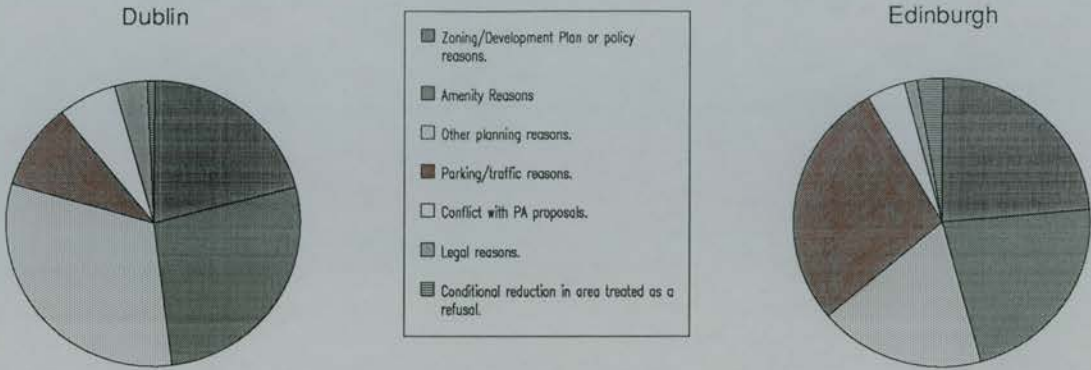 Dublin
Edinburgh
Zoning/Development Plan or policy
reasons.
Amenity Reasons
Other planning reasons.
Parking/traffic reasons.
Conflict with PA proposals.
Legal reasons.
Conditional reduction in area treated as a
refusal.